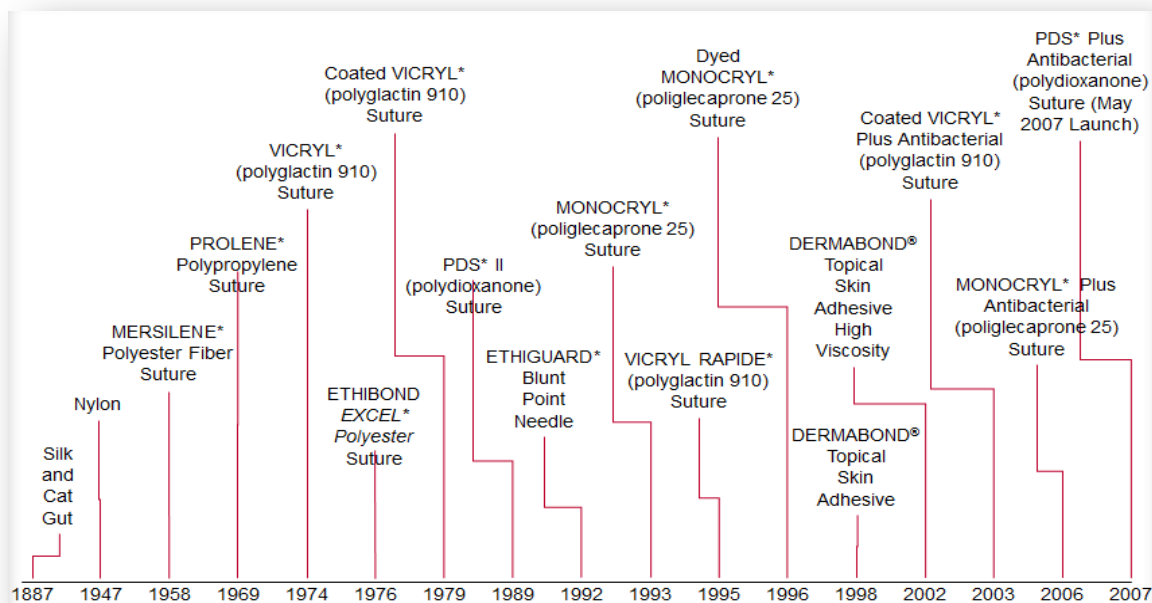 Silk
and
Cat
Gut
Nylon
MERSILENE*
Polyester Fiber
Suture
PROLENE*
Polypropylene
Suture
VICRYL*
(polyglactin 910)
Suture
ETHIBOND
EXCEL*
Polyester
Suture
Coated VICRYL*
(polyglactin 910)
Suture
PDS* II
(polydioxanone)
Suture
ETHIGUARD*
Blunt
Point
Needle
MONOCRYL*
(poliglecaprone 25)
Suture
VICRYL RAPIDE*
(polyglactin 910)
Suture
Dyed
MONOCRYL*
(poliglecaprone 25)
Suture
DERMABOND®
Topical
Skin
Adhesive
DERMABOND®
Topical
Skin
Adhesive
High
Viscosity
Coated VICRYL*
Plus Antibacterial
(polyglactin 910)
Suture
MONOCRYL* Plus
Antibacterial
(poliglecaprone 25)
Suture
PDS* Plus
Antibacterial
(polydioxanone)
Suture (May
2007 Launch)
1887 1947 1958 1969 1974 1976 1979 1989 1992 1993 1995 1996 1998 2002 2003 2006 2007